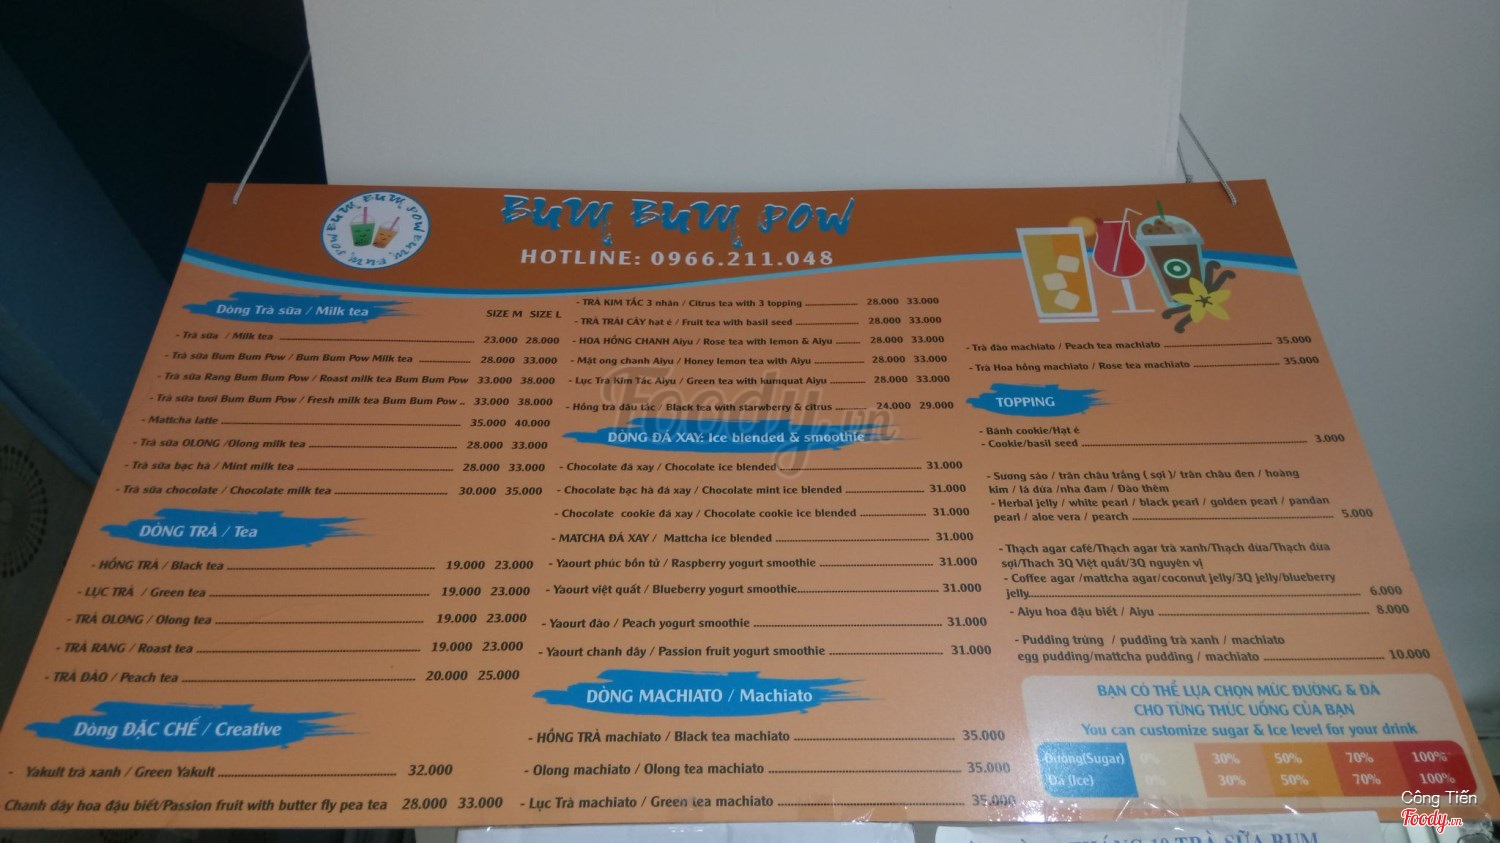 BUM BUM POW
HOTLINE: 0966.211.048
Dòng Trà sữa / Milk tea
SIZE M SIZE L
- Trà sữa / Milk tea 23.000 28.000
- Trà sữa Bum Bum Pow / Bum Bum Pow Milk tea 28.000 33.000
- Trà sữa Rang Bum Bum Pow / Roast milk tea Bum Bum Pow 33.000 38.000
- Trà sữa tươi Bum Bum Pow / Fresh milk tea Bum Bum Pow .. 33.000 38.000
- Mattcha latte 35.000 40.000
- Trà sữa OLONG /Olong milk tea 28.000 33.000
- Trà sữa bạc hà / Mint milk tea 28.000 33.000
- Trà sữa chocolate / Chocolate milk tea 30.000 35.000
DÒNG TRÀ / Tea
- HỒNG TRÀ / Black tea 19.000 23.000
- LỤC TRÀ / Green tea 19.000 23.000
- TRÀ OLONG / Olong tea 19.000 23.000
- TRÀ RANG / Roast tea 19.000 23.000
- TRÀ ĐÀO / Peach tea 20.000 25.000
Dòng ĐẶC CHẾ / Creative
- Yakult trà xanh / Green Yakult 32.000
Chanh dây hoa đậu biết/Passion fruit with butter fly pea tea 28.000 33.000
- TRÀ KIM TẮC 3 nhân / Citrus tea with 3 topping 28.000 33.000
- TRÀ TRÁI CÂY hạt é / Fruit tea with basil seed 28.000 33.000
- HOA HỒNG CHANH Aiyu / Rose tea with lemon & Aiyu 28.000 33.000
- Mật ong chanh Aiyu / Honey lemon tea with Aiyu 28.000 33.000
- Lục Trà Kim Tắc Aiyu / Green tea with kumquat Aiyu 28.000 33.000
- Hồng trà dâu tắc / Black tea with starwberry & citrus 24.000 29.000
DÒNG ĐÁ XAY: Ice blended & smoothie
- Chocolate đá xay / Chocolate ice blended 31.000
- Chocolate bạc hà đá xay / Chocolate mint ice blended 31.000
- Chocolate cookie đá xay / Chocolate cookie ice blended 31.000
- MATCHA ĐÁ XAY / Mattcha ice blended 31.000
- Yaourt phúc bồn tử / Raspberry yogurt smoothie 31.000
- Yaourt việt quất / Blueberry yogurt smoothie 31.000
- Yaourt đào / Peach yogurt smoothie 31.000
- Yaourt chanh dây / Passion fruit yogurt smoothie 31.000
DÒNG MACHIATO / Machiato
- HỒNG TRÀ machiato / Black tea machiato 35.000
- Olong machiato / Olong tea machiato 35.000
- Lục Trà machiato / Green tea machiato 35.000
- Trà đào machiato / Peach tea machiato 35.000
- Trà Hoa hồng machiato / Rose tea machiato 35.000
TOPPING
- Bánh cookie/Hạt é
- Cookie/basil seed 3.000
- Sương sáo / trân châu trắng ( sợi )/ trân châu đen / hoàng
kim / lá dứa /nha đam / Đào thêm
- Herbal jelly / white pearl / black pearl / golden pearl / pandan
pearl / aloe vera / pearch 5.000
- Thạch agar café/Thạch agar trà xanh/Thạch dừa/Thạch dừa
sợi/Thach 3Q Việt quất/3Q nguyên vị
- Coffee agar /mattcha agar/coconut jelly/3Q jelly/blueberry
jelly 6.000
- Aiyu hoa đậu biết / Aiyu 8.000
- Pudding trứng / pudding trà xanh / machiato
egg pudding/mattcha pudding / machiato 10.000
BẠN CÓ THỂ LỰA CHỌN MỨC ĐƯỜNG & ĐÁ
CHO TỪNG THỨC UỐNG CỦA BẠN
You can customize sugar & Ice level for your drink
Đường(Sugar) 0% 30% 50% 70% 100%
Đá (Ice) 0% 30% 50% 70% 100%
Foody.vn
Công Tiến
Foody.vn